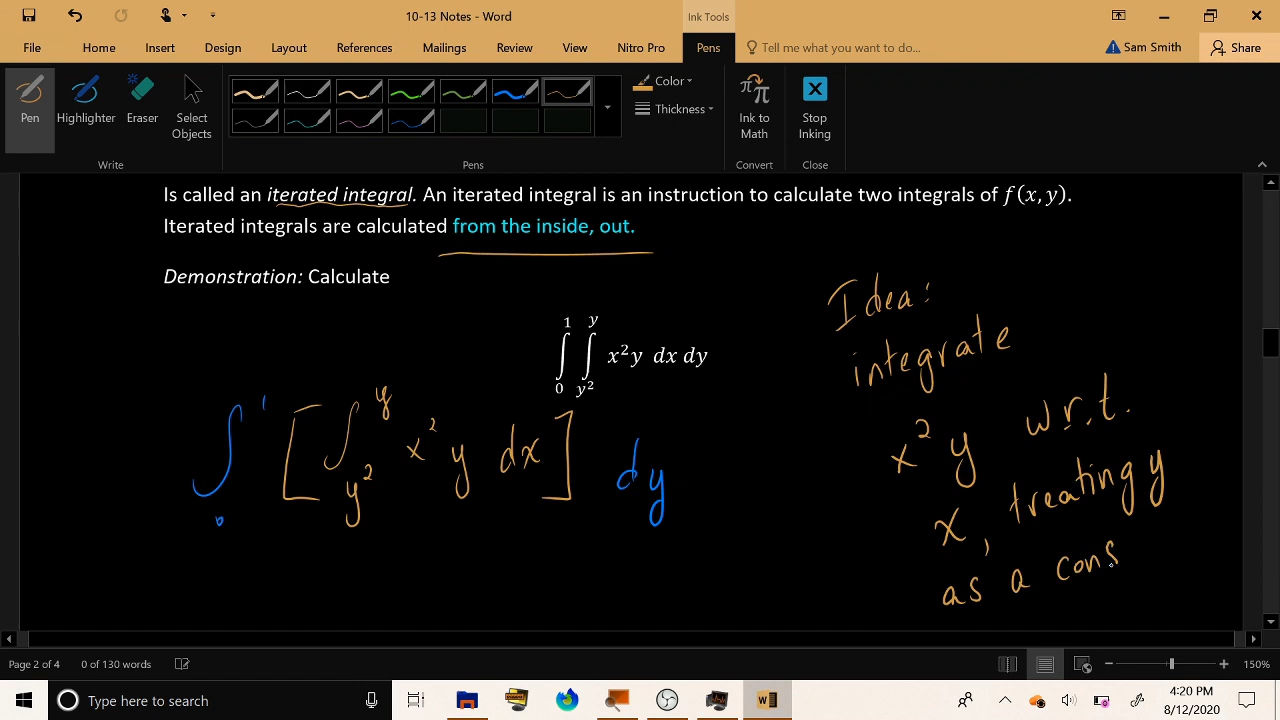 10-13 Notes - Word
Ink Tools
File Home Insert Design Layout References Mailings Review View Nitro Pro Pens Tell me what you want to do... Sam Smith Share
Pen Highlighter Eraser Select Objects
Color
Thickness
Ink to Math
Stop Inking
Write Pens Convert Close
Is called an iterated integral. An iterated integral is an instruction to calculate two integrals of f(x, y).
Iterated integrals are calculated from the inside, out.
Demonstration: Calculate
∫₀¹ ∫_{y²}^{y} x²y dx dy
∫₀¹ [ ∫_{y²}^{y} x² y dx ] dy
Idea:
integrate
x² y w.r.t.
x, treating y
as a cons
Page 2 of 4 0 of 130 words 150%
Type here to search
4:20 PM
8/12/2020